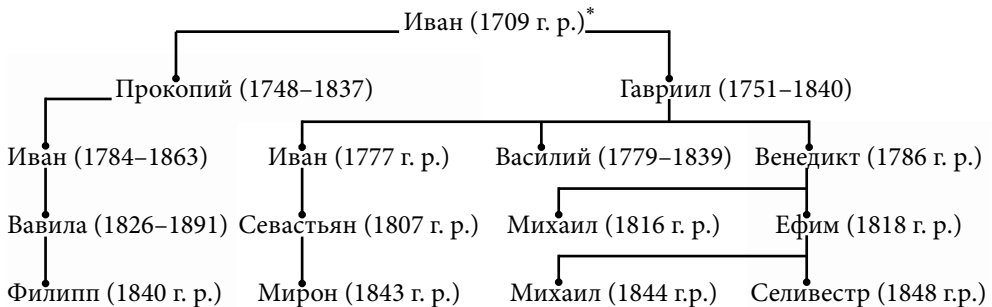 Иван (1709 г. р.)*
Прокопий (1748–1837) Гавриил (1751–1840)
Иван (1784–1863) Иван (1777 г. р.) Василий (1779–1839) Венедикт (1786 г. р.)
Вавила (1826–1891) Севастьян (1807 г. р.) Михаил (1816 г. р.) Ефим (1818 г. р.)
Филипп (1840 г. р.) Мирон (1843 г. р.) Михаил (1844 г.р.) Селивестр (1848 г.р.)